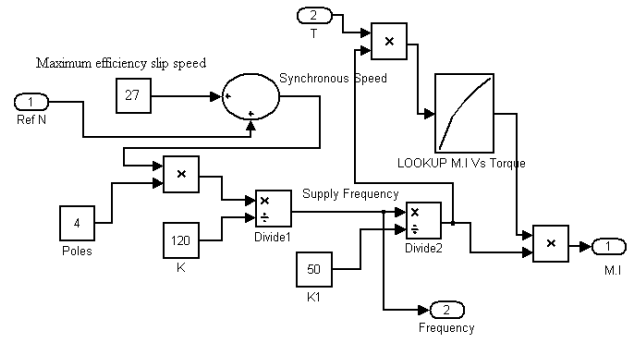 2
T
×
Maximum efficiency slip speed
27
+
+
Synchronous Speed
1
Ref N
LOOKUP M.I Vs Torque
×
4
Poles
120
K
×
÷
Divide1
Supply Frequency
50
K1
×
÷
Divide2
×
1
M.I
2
Frequency